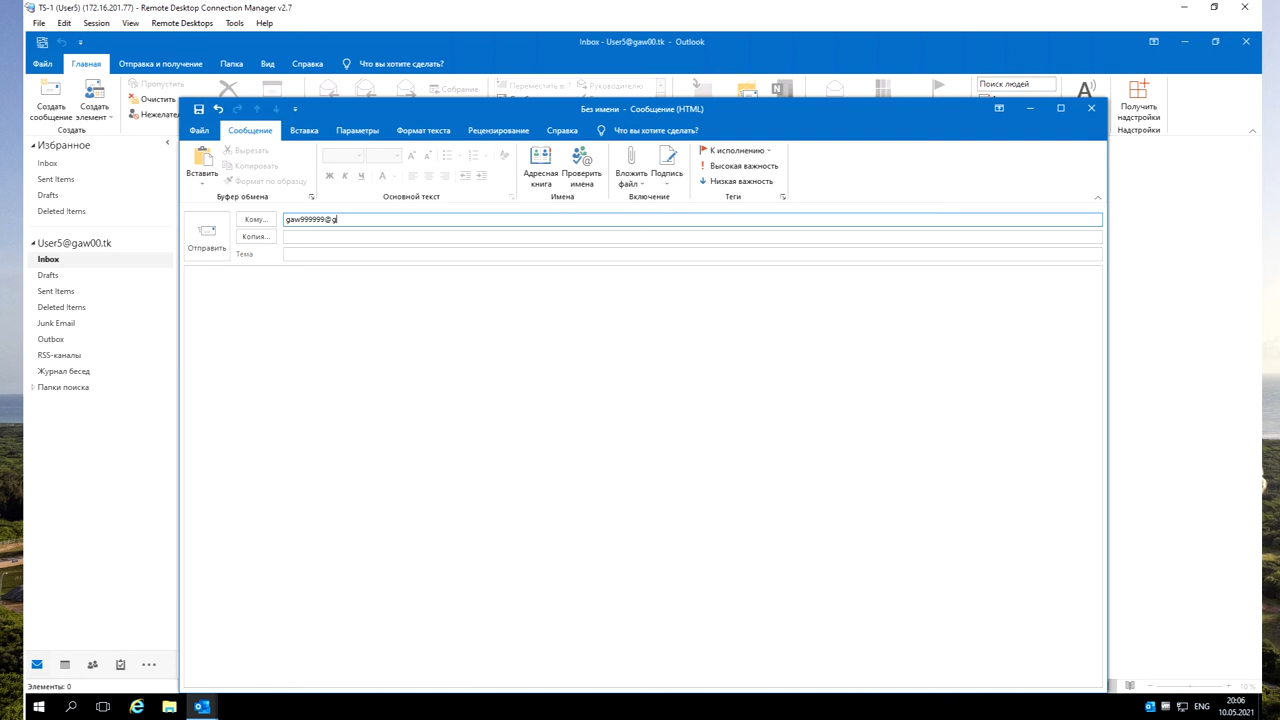 TS-1 (User5) (172.16.201.77) - Remote Desktop Connection Manager v2.7
File Edit Session View Remote Desktops Tools Help
Inbox - User5@gaw00.tk - Outlook
Файл Главная Отправка и получение Папка Вид Справка Что вы хотите сделать?
Пропустить
Собрание
Руководителю
Поиск людей
Создать сообщение
Создать элемент
Очистить
Получить надстройки
Создать
Надстройки
Без имени - Сообщение (HTML)
Файл Сообщение Вставка Параметры Формат текста Рецензирование Справка Что вы хотите сделать?
Вставить
Вырезать
Копировать
Формат по образцу
Буфер обмена
Ж К Ч А
Основной текст
Адресная книга
Проверить имена
Имена
Вложить файл
Подпись
Включение
К исполнению
Высокая важность
Низкая важность
Теги
Отправить
Кому...
gaw999999@g
Копия...
Тема
Избранное
Inbox
Sent Items
Drafts
Deleted Items
User5@gaw00.tk
Inbox
Drafts
Sent Items
Deleted Items
Junk Email
Outbox
RSS-каналы
Журнал бесед
Папки поиска
Элементы: 0
10 %
ENG
20:06
10.05.2021